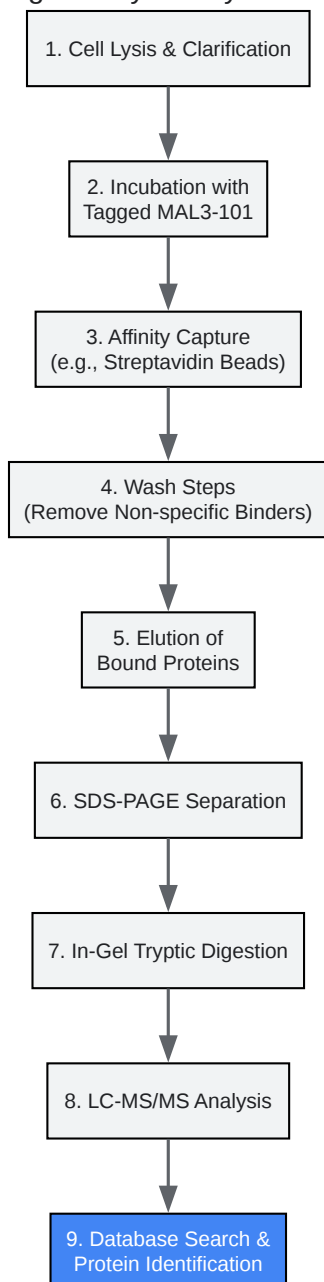 1. Cell Lysis & Clarification
2. Incubation with
Tagged MAL3-101
3. Affinity Capture
(e.g., Streptavidin Beads)
4. Wash Steps
(Remove Non-specific Binders)
5. Elution of
Bound Proteins
6. SDS-PAGE Separation
7. In-Gel Tryptic Digestion
8. LC-MS/MS Analysis
9. Database Search &
Protein Identification